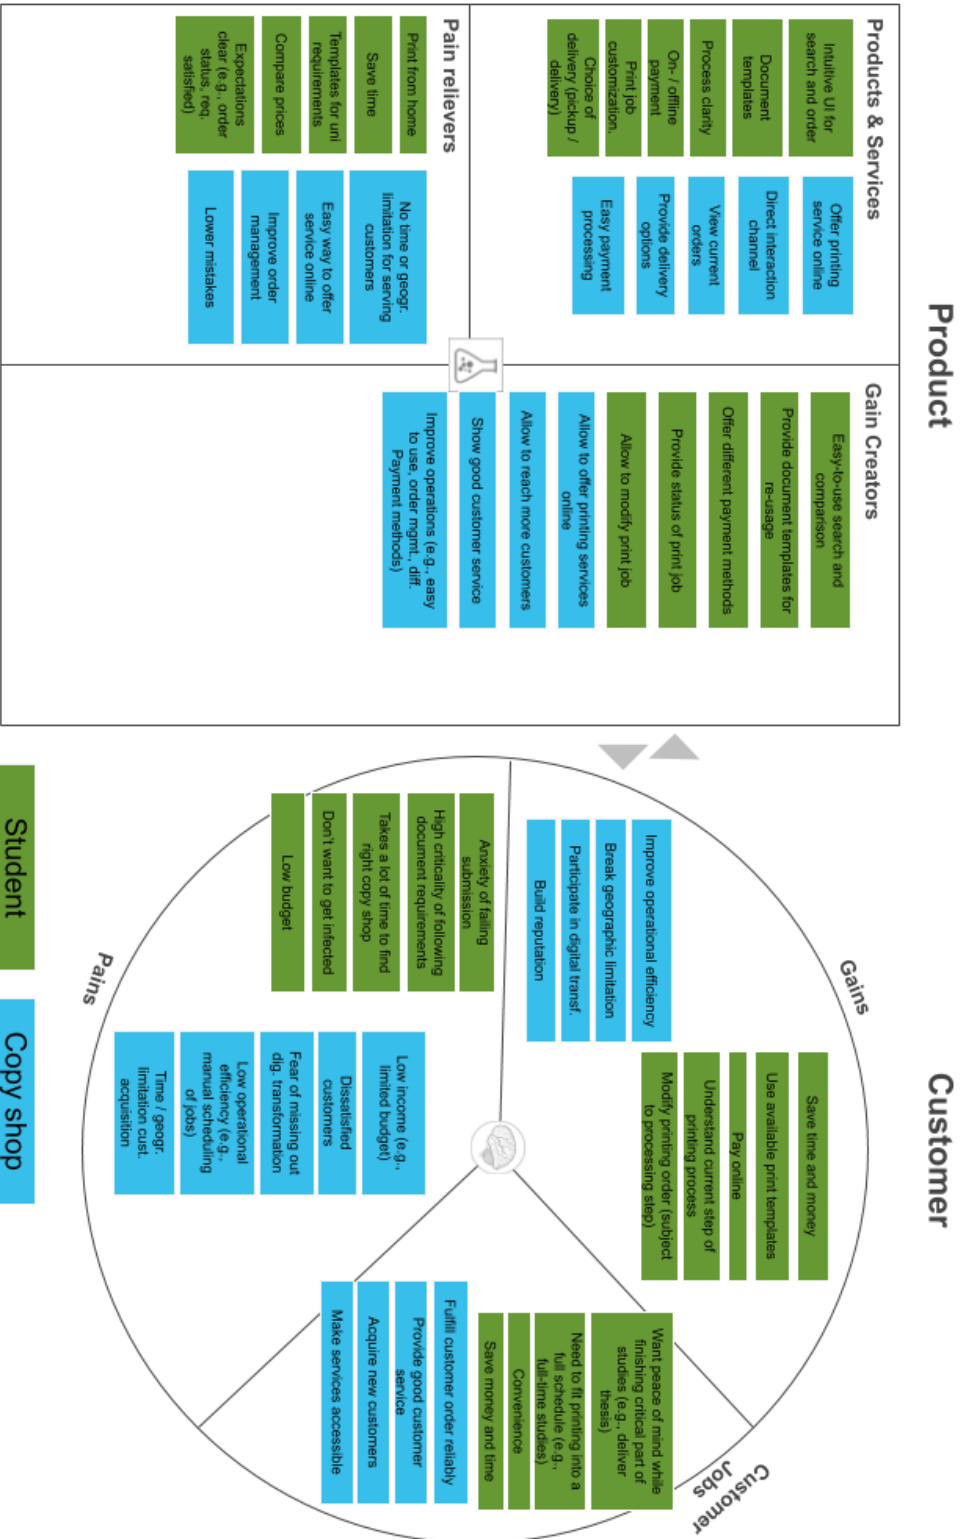 Product
Products & Services
Intuitive UI for
search and order
Document
templates
Process clarity
On- / offline
payment
Print job
customization.
Choice of
delivery (pickup /
delivery)
Offer printing
service online
Direct interaction
channel
View current
orders
Provide delivery
options
Easy payment
processing
Gain Creators
Easy-to-use search and
comparison
Provide document templates for
re-usage
Offer different payment methods
Provide status of print job
Allow to modify print job
Allow to offer printing services
online
Allow to reach more customers
Show good customer service
Improve operations (e.g., easy
to use, order mgmt., diff.
Payment methods)
Pain relievers
Print from home
Save time
Templates for uni
requirements
Compare prices
Expectations
clear (e.g., order
status, req.
satisfied)
No time or geogr.
limitation for serving
customers
Easy way to offer
service online
Improve order
management
Lower mistakes
Customer
Gains
Improve operational efficiency
Break geographic limitation
Participate in digital transf.
Build reputation
Save time and money
Use available print templates
Pay online
Understand current step of
printing process
Modify printing order (subject
to processing step)
Customer
Jobs
Want peace of mind while
finishing critical part of
studies (e.g., deliver
thesis)
Need to fit printing into a
full schedule (e.g.,
full-time studies)
Convenience
Save money and time
Fulfill customer order reliably
Provide good customer
service
Acquire new customers
Make services accessible
Pains
Anxiety of failing
submission
High criticality of following
document requirements
Takes a lot of time to find
right copy shop
Don't want to get infected
Low budget
Low income (e.g.,
limited budget)
Dissatisfied
customers
Fear of missing out
dig. transformation
Low operational
efficiency (e.g.,
manual scheduling
of jobs)
Time / geogr.
limitation cust.
acquisition
Student
Copy shop